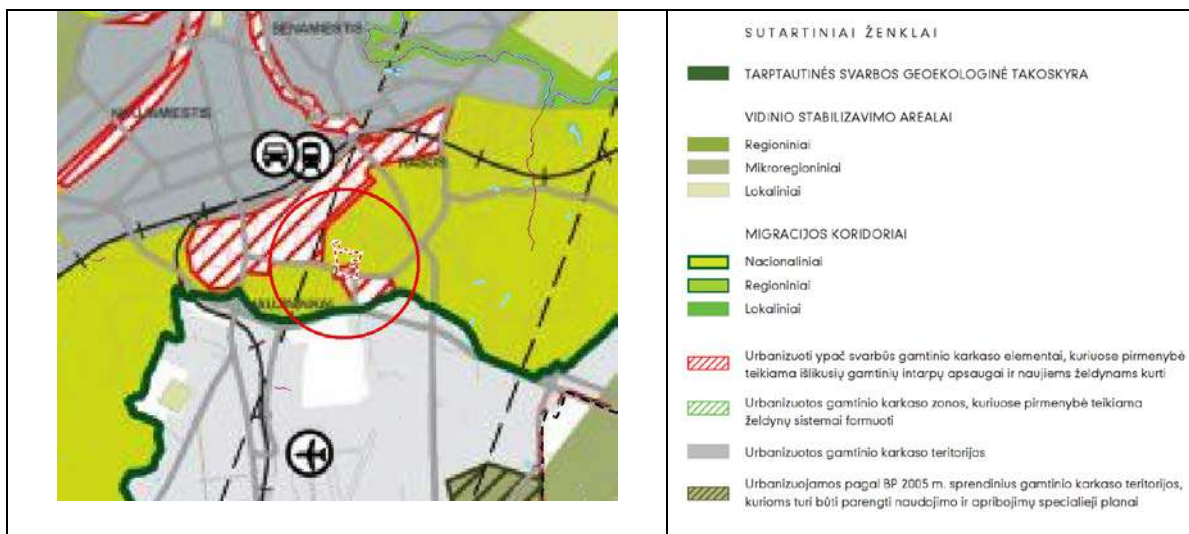 SENAMIESTIS
NAUJAMIESTIS
RASOS
SUTARTINIAI ŽENKLAI
TARPTAUTINĖS SVARBOS GEOEKOLOGINĖ TAKOSKYRA
VIDINIO STABILIZAVIMO AREALAI
Regioniniai
Mikroregioniniai
Lokaliniai
MIGRACIJOS KORIDORIAI
Nacionaliniai
Regioniniai
Lokaliniai
Urbanizuoti ypač svarbūs gamtinio karkaso elementai, kuriuose pirmenybė
teikiama išlikusių gamtinių intarpų apsaugai ir naujiems želdynams kurti
Urbanizuotos gamtinio karkaso zonos, kuriuose pirmenybė teikiama
želdynų sistemai formuoti
Urbanizuotos gamtinio karkaso teritorijos
Urbanizuojamos pagal BP 2005 m. sprendinius gamtinio karkaso teritorijos,
kurioms turi būti parengti naudojimo ir apribojimų specialieji planai